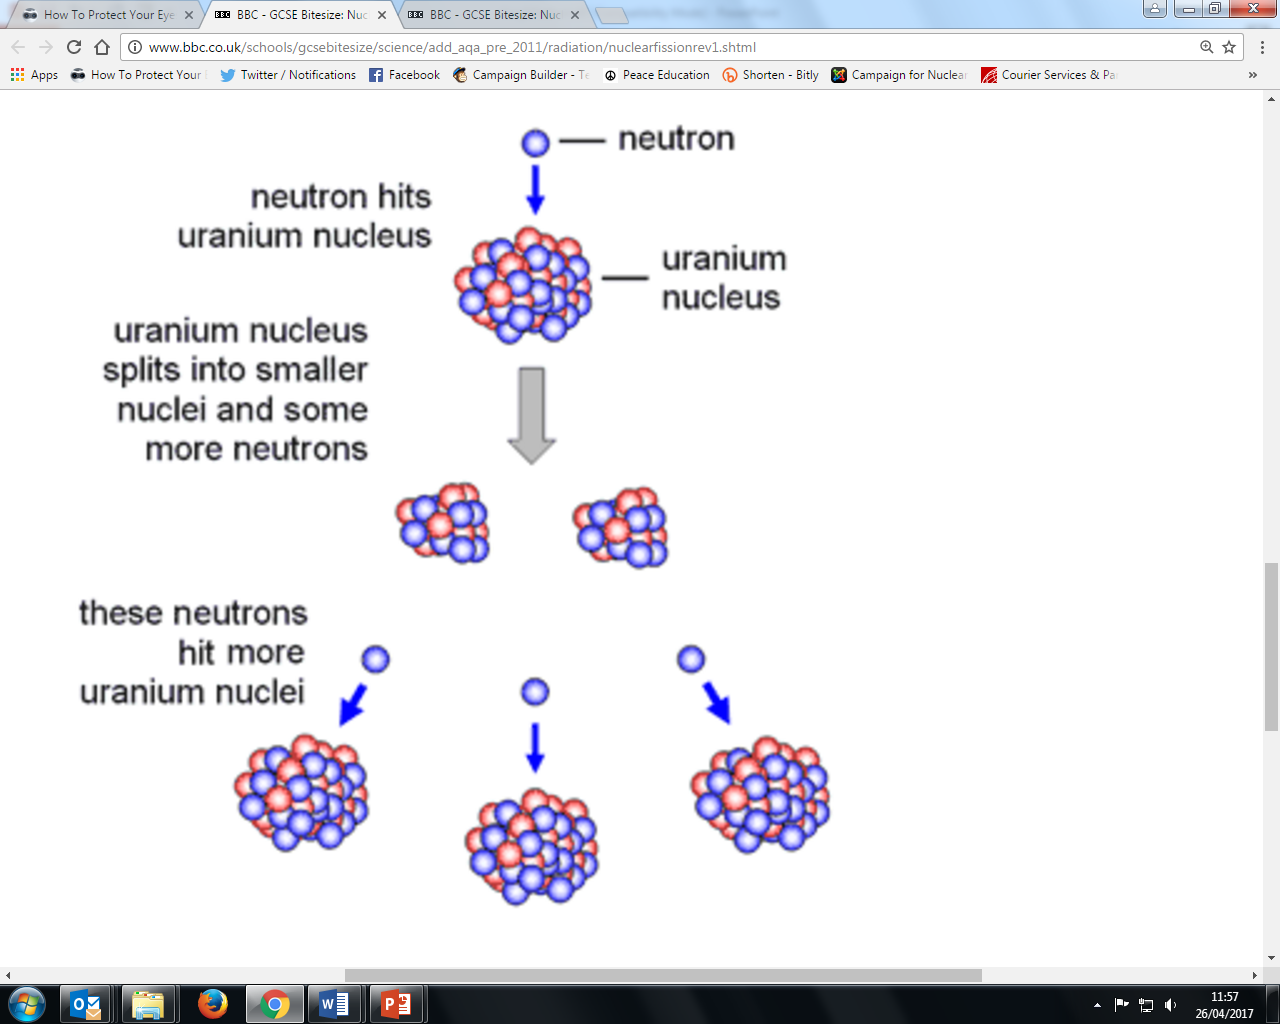 How To Protect Your Eye
BBC - GCSE Bitesize: Nuc
BBC - GCSE Bitesize: Nuc
www.bbc.co.uk/schools/gcsebitesize/science/add_aqa_pre_2011/radiation/nuclearfissionrev1.shtml
Apps
How To Protect Your
Twitter / Notifications
Facebook
Campaign Builder - Te
Peace Education
Shorten - Bitly
Campaign for Nuclear
Courier Services & Pa
»
neutron
neutron hits
uranium nucleus
uranium
nucleus
uranium nucleus
splits into smaller
nuclei and some
more neutrons
these neutrons
hit more
uranium nuclei
11:57
26/04/2017